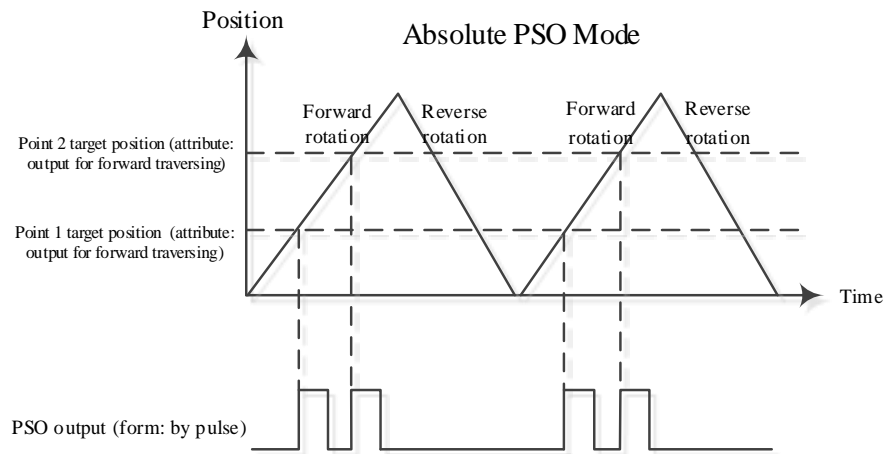 Position
Absolute PSO Mode
Forward
rotation
Reverse
rotation
Forward
rotation
Reverse
rotation
Point 2 target position (attribute:
output for forward traversing)
Point 1 target position (attribute:
output for forward traversing)
Time
PSO output (form: by pulse)